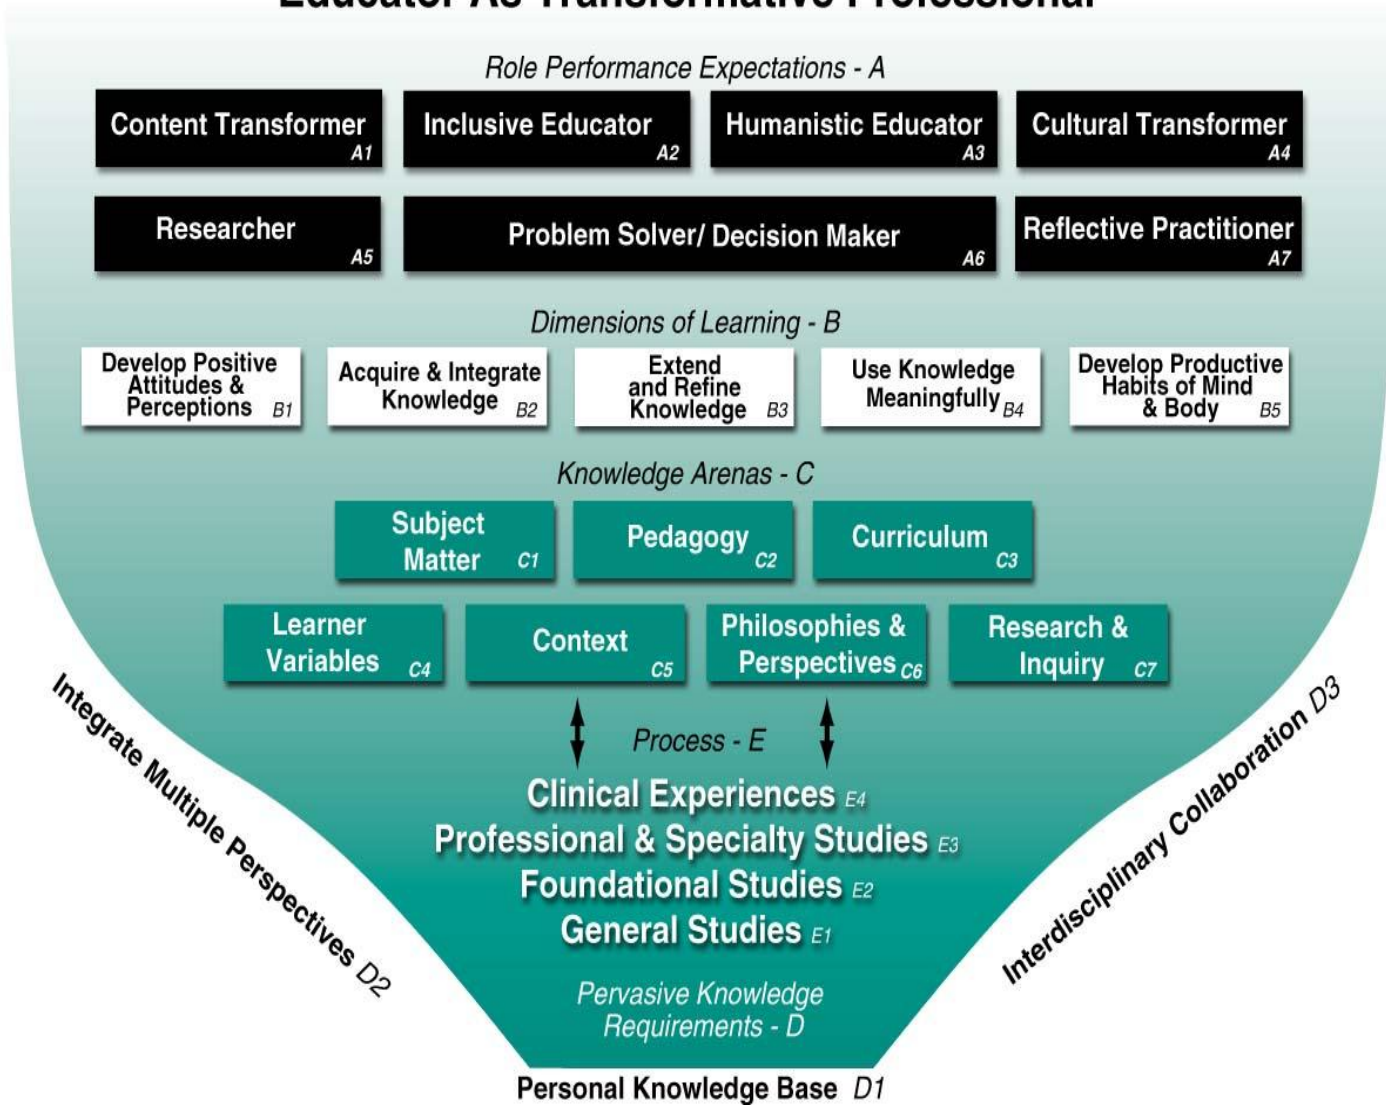 Educator As Transformative Professional
Role Performance Expectations - A
Content Transformer
A1
Inclusive Educator
A2
Humanistic Educator
A3
Cultural Transformer
A4
Researcher
A5
Problem Solver/ Decision Maker
A6
Reflective Practitioner
A7
Dimensions of Learning - B
Develop Positive
Attitudes &
Perceptions B1
Acquire & Integrate
Knowledge B2
Extend
and Refine
Knowledge B3
Use Knowledge
Meaningfully B4
Develop Productive
Habits of Mind
& Body B5
Knowledge Arenas - C
Subject
Matter C1
Pedagogy
C2
Curriculum
C3
Learner
Variables C4
Context
C5
Philosophies &
Perspectives C6
Research &
Inquiry C7
Process - E
Clinical Experiences E4
Professional & Specialty Studies E3
Foundational Studies E2
General Studies E1
Integrate Multiple Perspectives D2
Interdisciplinary Collaboration D3
Pervasive Knowledge
Requirements - D
Personal Knowledge Base D1